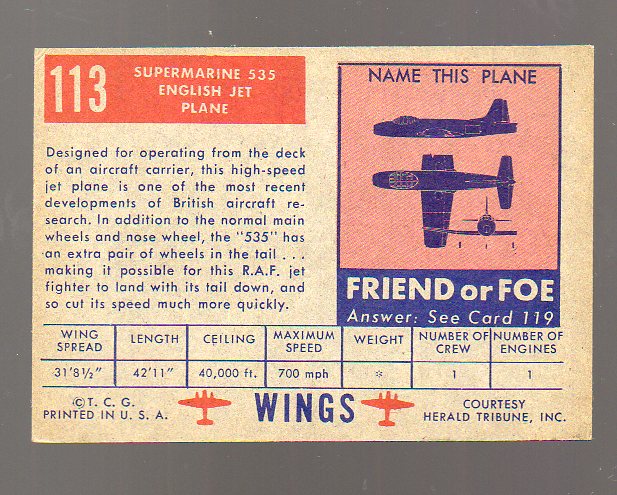 113
SUPERMARINE 535
ENGLISH JET
PLANE
Designed for operating from the deck
of an aircraft carrier, this high-speed
jet plane is one of the most recent
developments of British aircraft re-
search. In addition to the normal main
wheels and nose wheel, the "535" has
an extra pair of wheels in the tail . . .
making it possible for this R.A.F. jet
fighter to land with its tail down, and
so cut its speed much more quickly.
NAME THIS PLANE
FRIEND or FOE
Answer: See Card 119
WING SPREAD LENGTH CEILING MAXIMUM SPEED WEIGHT NUMBER OF CREW NUMBER OF ENGINES
31'8½" 42'11" 40,000 ft. 700 mph * 1 1
©T. C. G.
PRINTED IN U. S. A.
WINGS
COURTESY
HERALD TRIBUNE, INC.